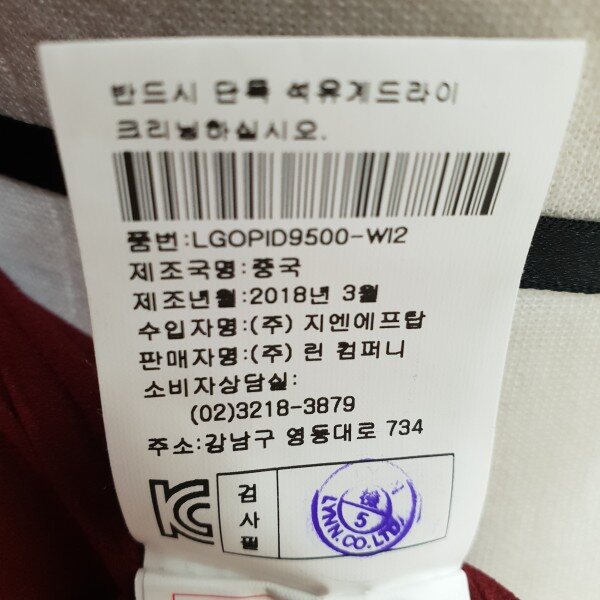 반드시 단독 석유계드라이
크리닝하십시오.
품번:LGOPID9500-WI2
제조국명:중국
제조년월:2018년 3월
수입자명:(주) 지엔에프탑
판매자명:(주) 린 컴퍼니
소비자상담실:
(02)3218-3879
주소:강남구 영동대로 734
검
사
필
5
LYNN.CO.LTD.